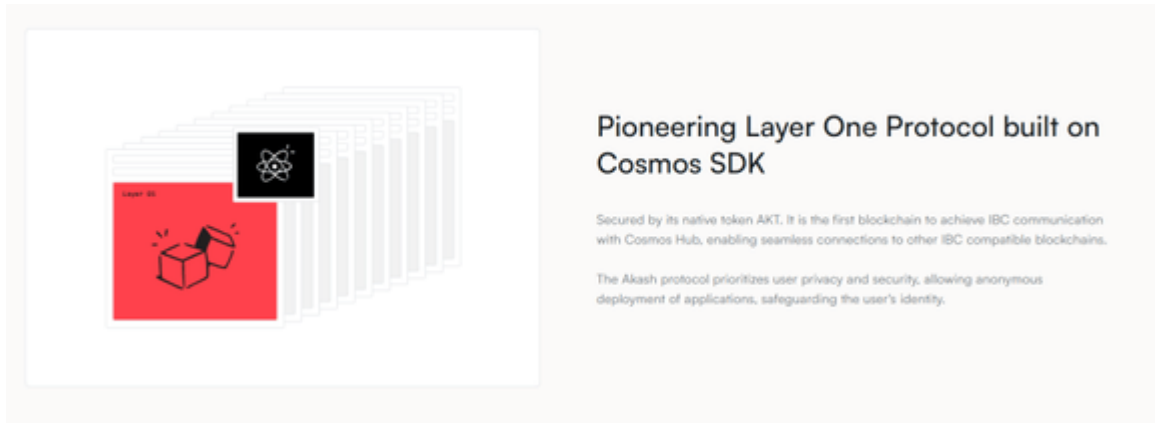 Layer 01
Pioneering Layer One Protocol built on
Cosmos SDK
Secured by its native token AKT. It is the first blockchain to achieve IBC communication
with Cosmos Hub, enabling seamless connections to other IBC compatible blockchains.
The Akash protocol prioritizes user privacy and security, allowing anonymous
deployment of applications, safeguarding the user's identity.